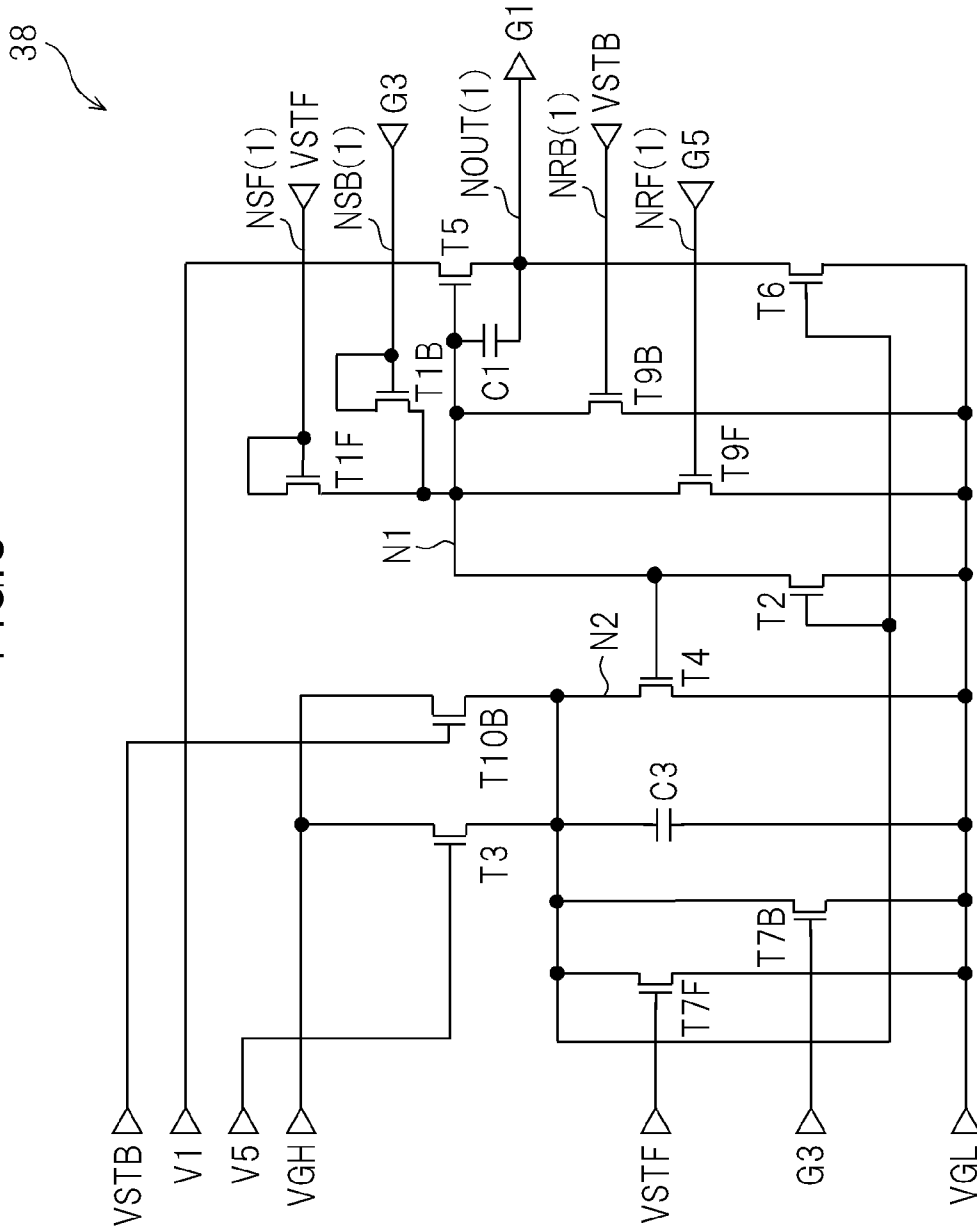 38
NSF(1)
VSTF
NSB(1)
G3
NOUT(1)
G1
NRB(1)
VSTB
NRF(1)
G5
T1F
T1B
T5
C1
T9B
T6
T9F
N1
N2
T2
T4
T10B
C3
T3
T7B
T7F
VSTB
V1
V5
VGH
VSTF
G3
VGL